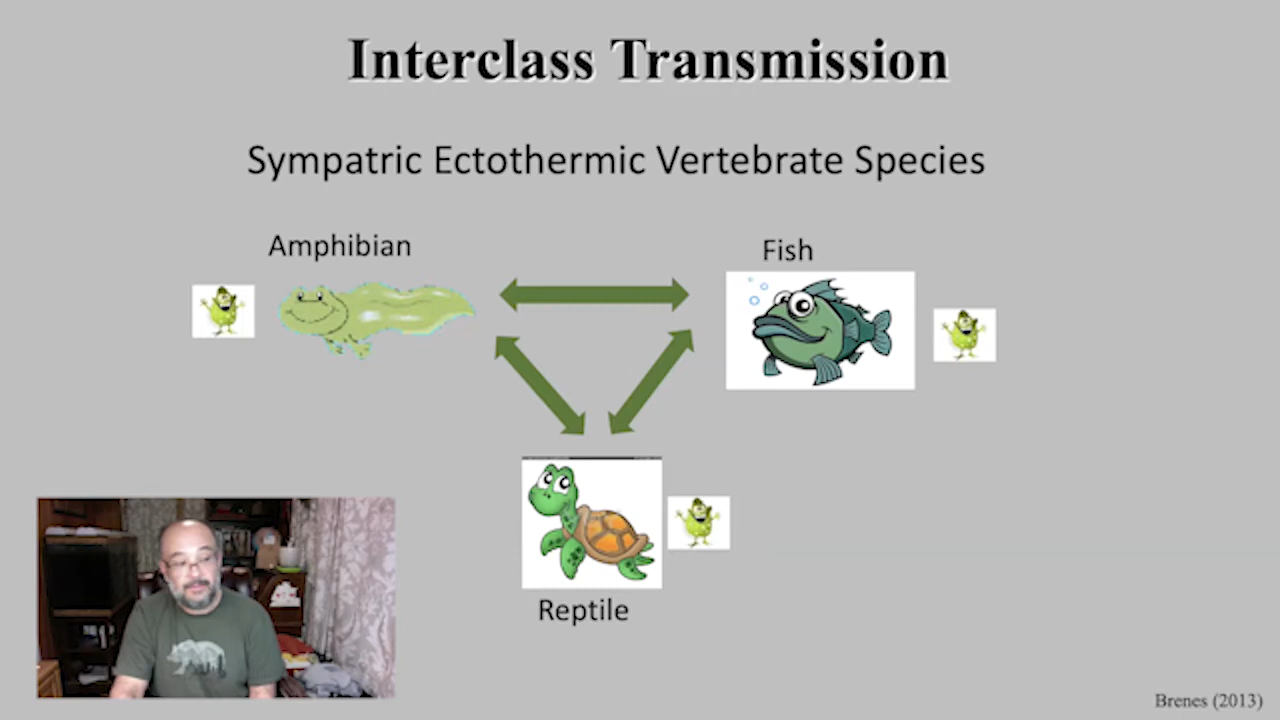 Interclass Transmission
Sympatric Ectothermic Vertebrate Species
Amphibian
Fish
Reptile
Brenes (2013)